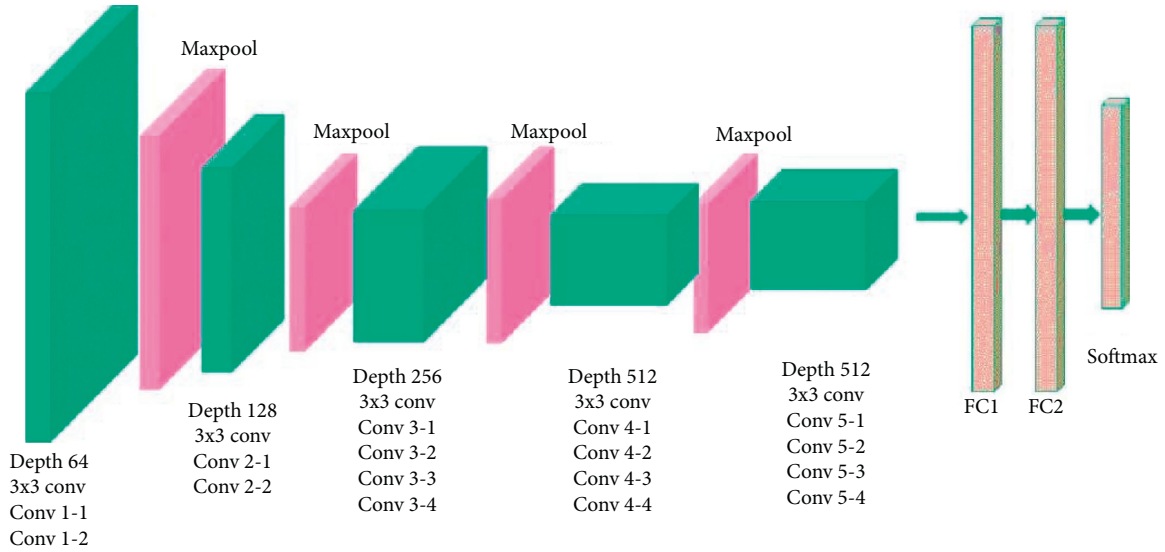 Maxpool
Maxpool
Maxpool
Maxpool
Depth 64
3x3 conv
Conv 1-1
Conv 1-2
Depth 128
3x3 conv
Conv 2-1
Conv 2-2
Depth 256
3x3 conv
Conv 3-1
Conv 3-2
Conv 3-3
Conv 3-4
Depth 512
3x3 conv
Conv 4-1
Conv 4-2
Conv 4-3
Conv 4-4
Depth 512
3x3 conv
Conv 5-1
Conv 5-2
Conv 5-3
Conv 5-4
FC1
FC2
Softmax